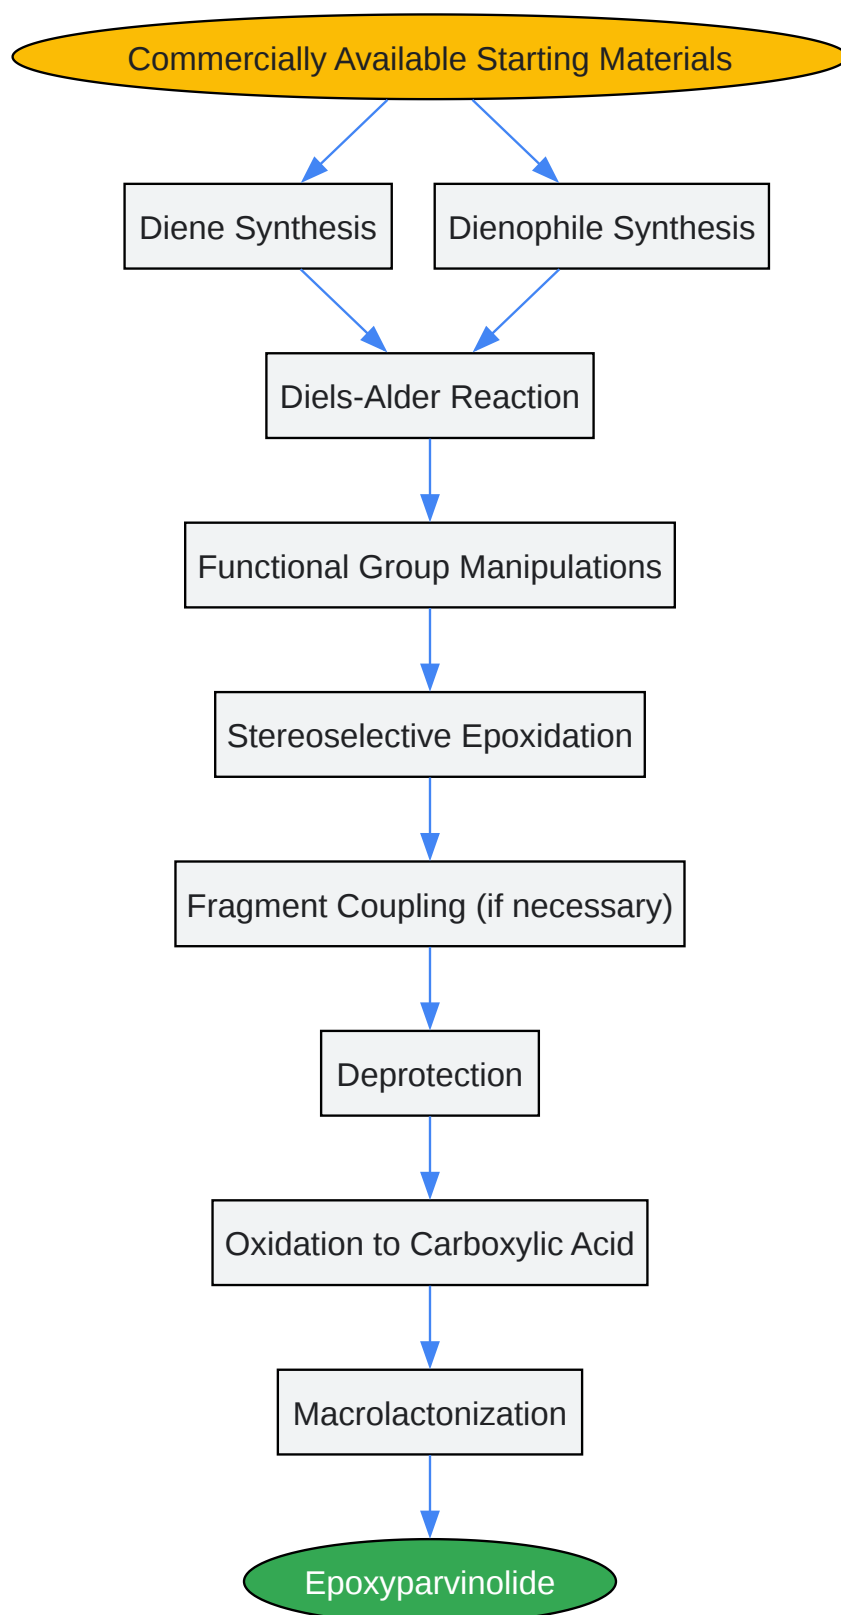 Commercially Available Starting Materials
Diene Synthesis
Dienophile Synthesis
Diels-Alder Reaction
Functional Group Manipulations
Stereoselective Epoxidation
Fragment Coupling (if necessary)
Deprotection
Oxidation to Carboxylic Acid
Macrolactonization
Epoxyparvinolide